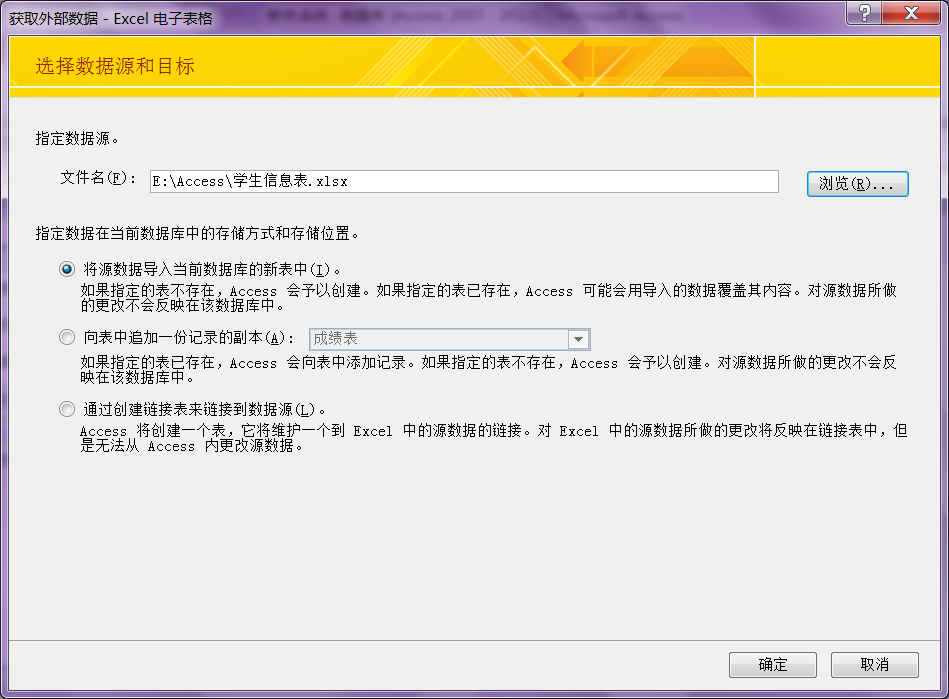 获取外部数据 - Excel 电子表格
选择数据源和目标
指定数据源。
文件名(F)：
E:\Access\学生信息表.xlsx
浏览(R)...
指定数据在当前数据库中的存储方式和存储位置。
将源数据导入当前数据库的新表中(I)。
如果指定的表不存在，Access 会予以创建。如果指定的表已存在，Access 可能会用导入的数据覆盖其内容。对源数据所做
的更改不会反映在该数据库中。
向表中追加一份记录的副本(A)：
成绩表
如果指定的表已存在，Access 会向表中添加记录。如果指定的表不存在，Access 会予以创建。对源数据所做的更改不会反
映在该数据库中。
通过创建链接表来链接到数据源(L)。
Access 将创建一个表，它将维护一个到 Excel 中的源数据的链接。对 Excel 中的源数据所做的更改将反映在链接表中，但
是无法从 Access 内更改源数据。
确定
取消